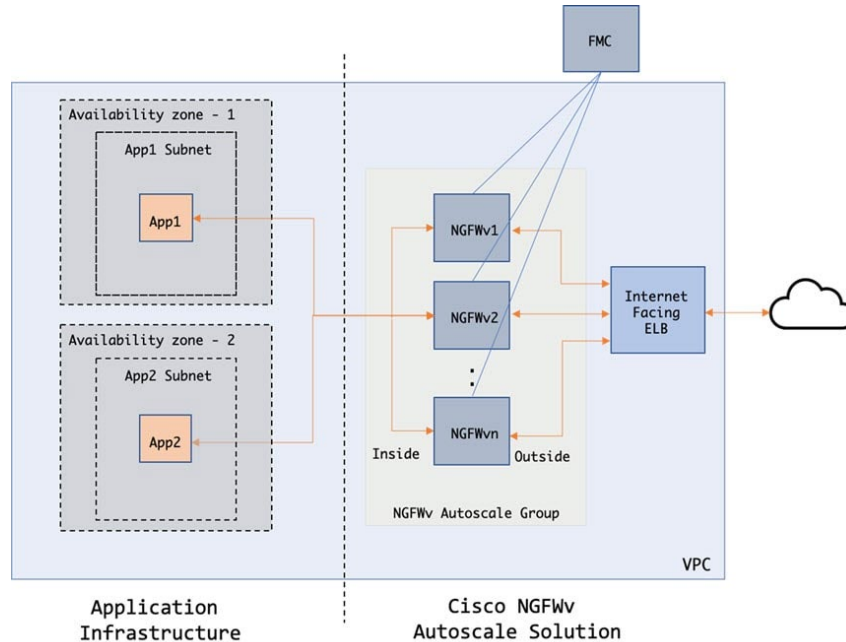 FMC
Availability zone - 1
App1 Subnet
App1
NGFWv1
NGFWv2
Internet
Facing
ELB
Availability zone - 2
App2 Subnet
App2
:
NGFWvn
Inside
Outside
NGFWv Autoscale Group
VPC
Application
Infrastructure
Cisco NGFWv
Autoscale Solution